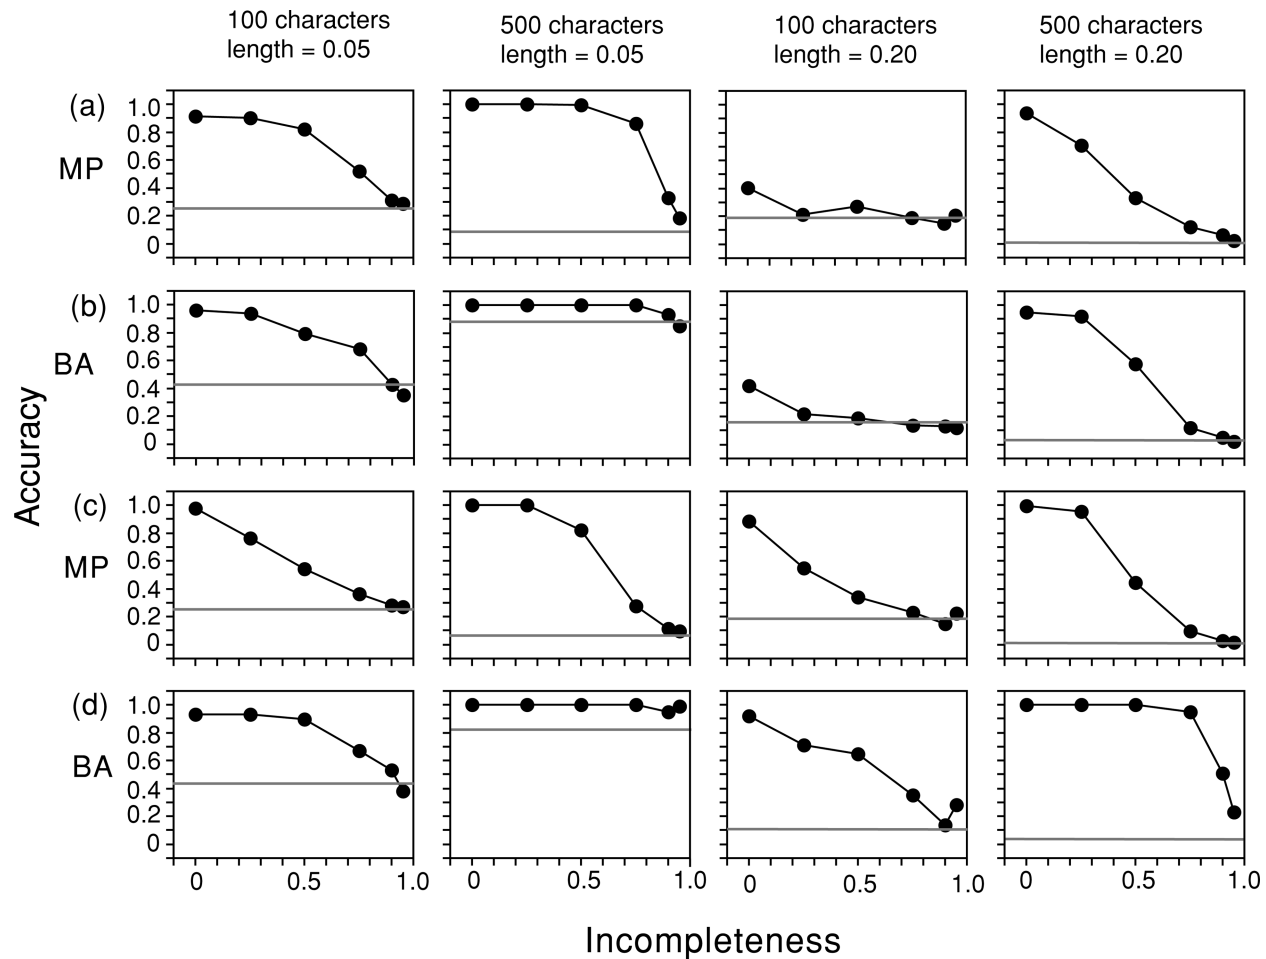 100 characters
length = 0.05
500 characters
length = 0.05
100 characters
length = 0.20
500 characters
length = 0.20
Accuracy
(a)
MP
1.0
0.8
0.6
0.4
0.2
0
(b)
BA
1.0
0.8
0.6
0.4
0.2
0
(c)
MP
1.0
0.8
0.6
0.4
0.2
0
(d)
BA
1.0
0.8
0.6
0.4
0.2
0
0 0.5 1.0 0 0.5 1.0 0 0.5 1.0 0 0.5 1.0
Incompleteness